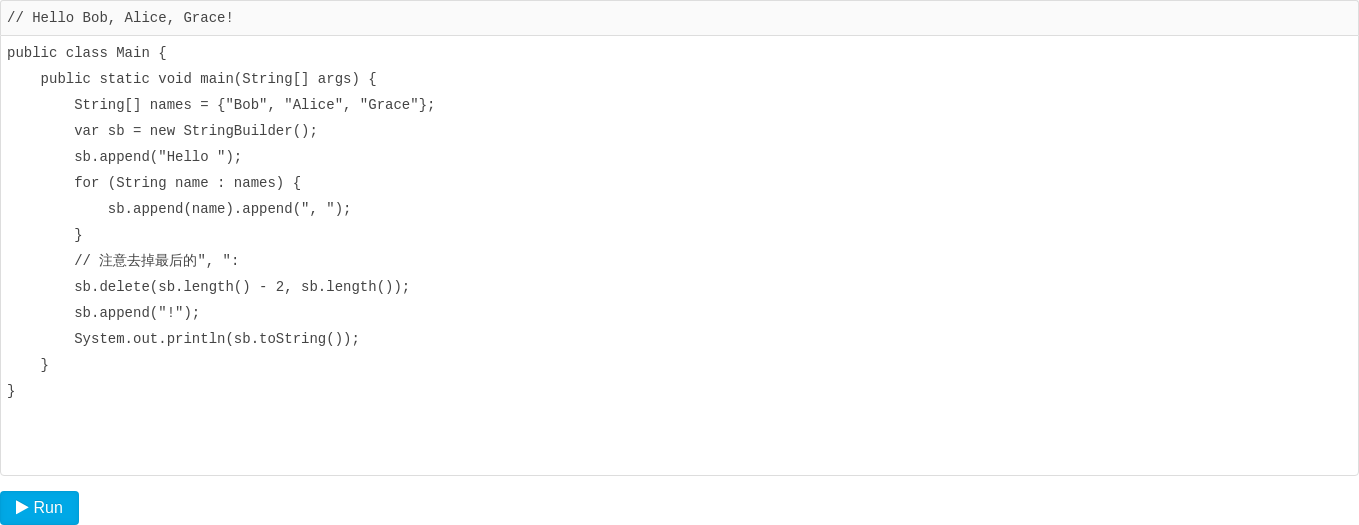 // Hello Bob, Alice, Grace!
public class Main {
    public static void main(String[] args) {
        String[] names = {"Bob", "Alice", "Grace"};
        var sb = new StringBuilder();
        sb.append("Hello ");
        for (String name : names) {
            sb.append(name).append(", ");
        }
        // 注意去掉最后的", ":
        sb.delete(sb.length() - 2, sb.length());
        sb.append("!");
        System.out.println(sb.toString());
    }
}
Run